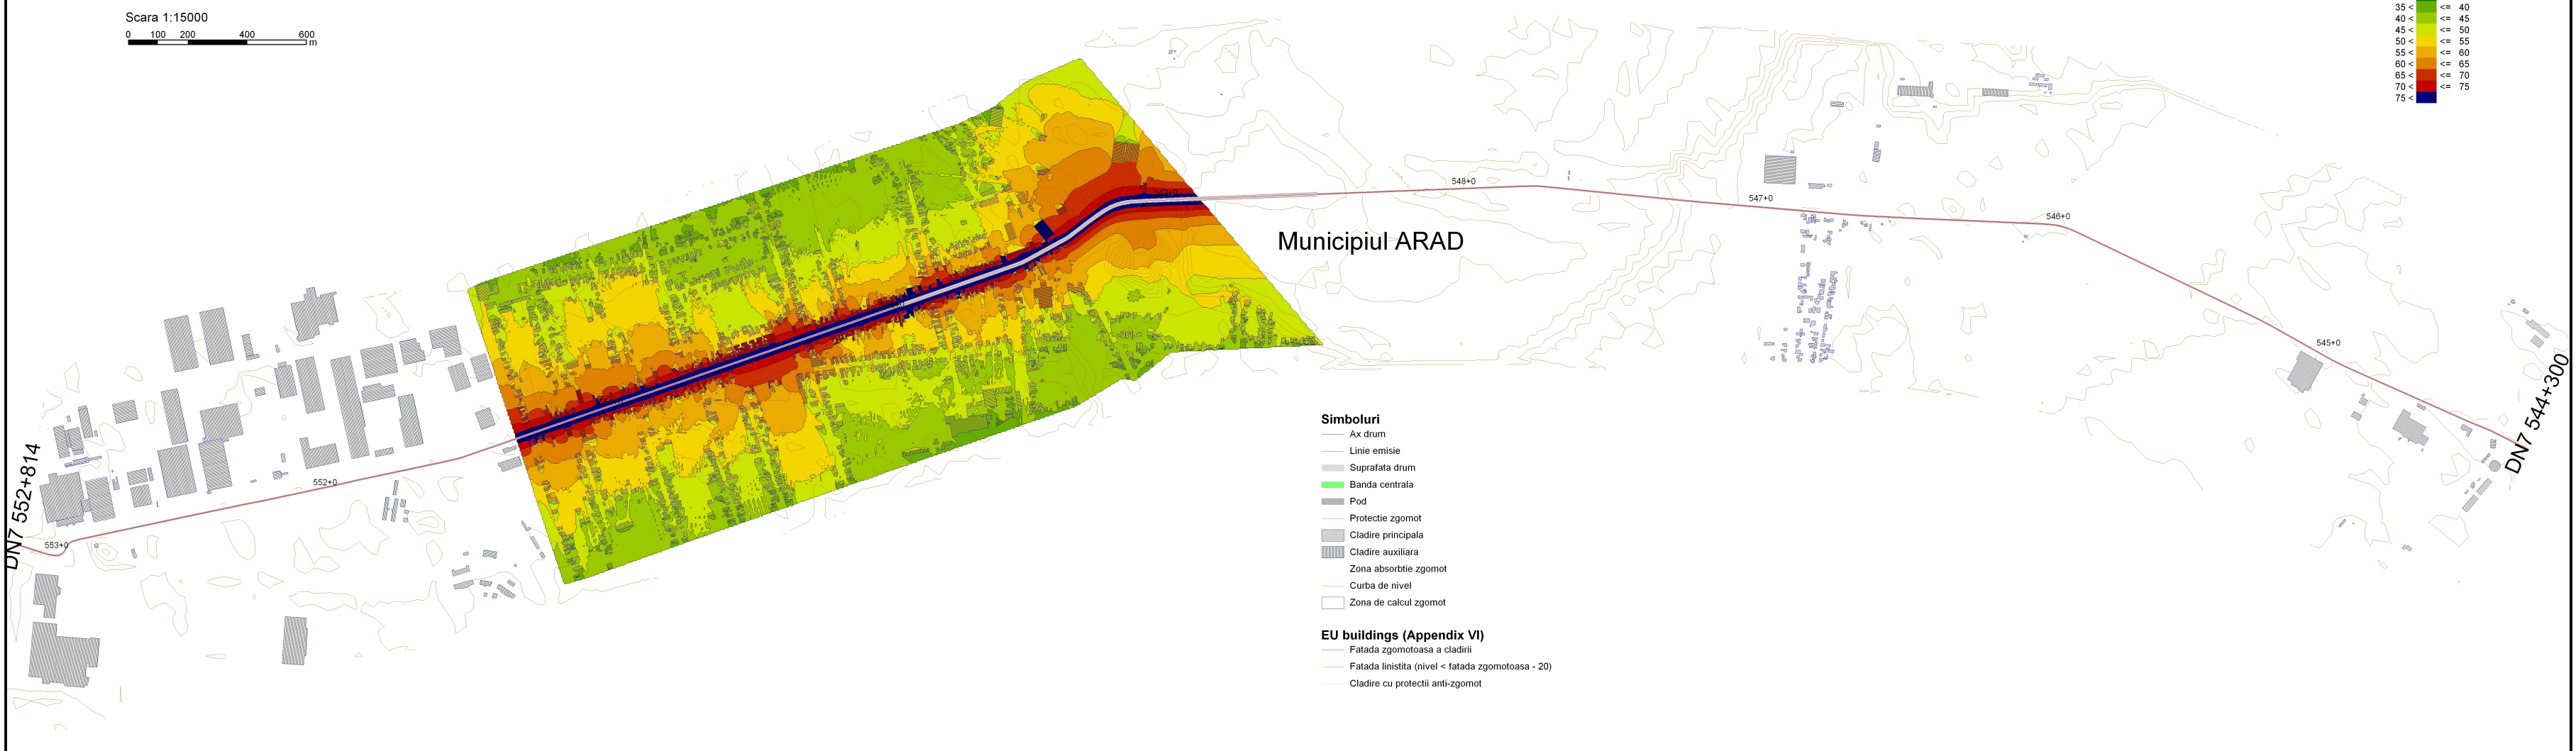 Scara 1:15000
0 100 200 400 600
m
35 < <= 40
40 < <= 45
45 < <= 50
50 < <= 55
55 < <= 60
60 < <= 65
65 < <= 70
70 < <= 75
75 <
549+0
548+0
547+0
546+0
545+0
Municipiul ARAD
DN7 544+300
DN7 552+814
552+0
553+0
Simboluri
Ax drum
Linie emisie
Suprafata drum
Banda centrala
Pod
Protectie zgomot
Cladire principala
Cladire auxiliara
Zona absorbtie zgomot
Curba de nivel
Zona de calcul zgomot
EU buildings (Appendix VI)
Fatada zgomotoasa a cladirii
Fatada linistita (nivel < fatada zgomotoasa - 20)
Cladire cu protectii anti-zgomot